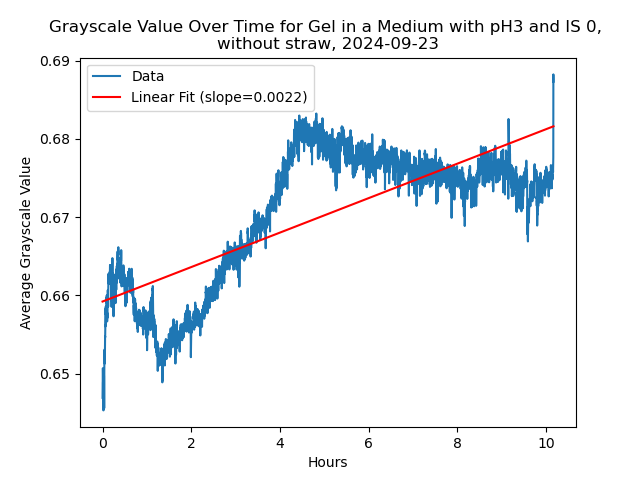 Grayscale Value Over Time for Gel in a Medium with pH3 and IS 0,
without straw, 2024-09-23
Data
Linear Fit (slope=0.0022)
Average Grayscale Value
0.69
0.68
0.67
0.66
0.65
0 2 4 6 8 10
Hours